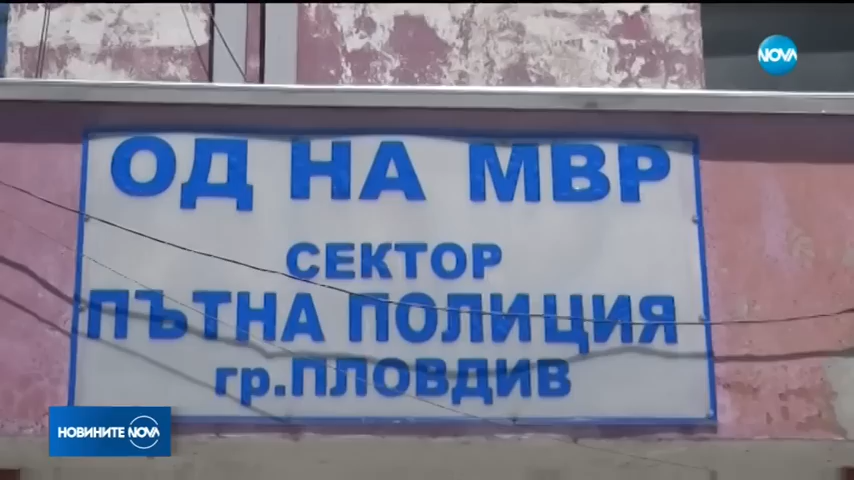 NOVA
ОД НА МВР
СЕКТОР
ПЪТНА ПОЛИЦИЯ
гр.ПЛОВДИВ
НОВИНИТЕ NOVA